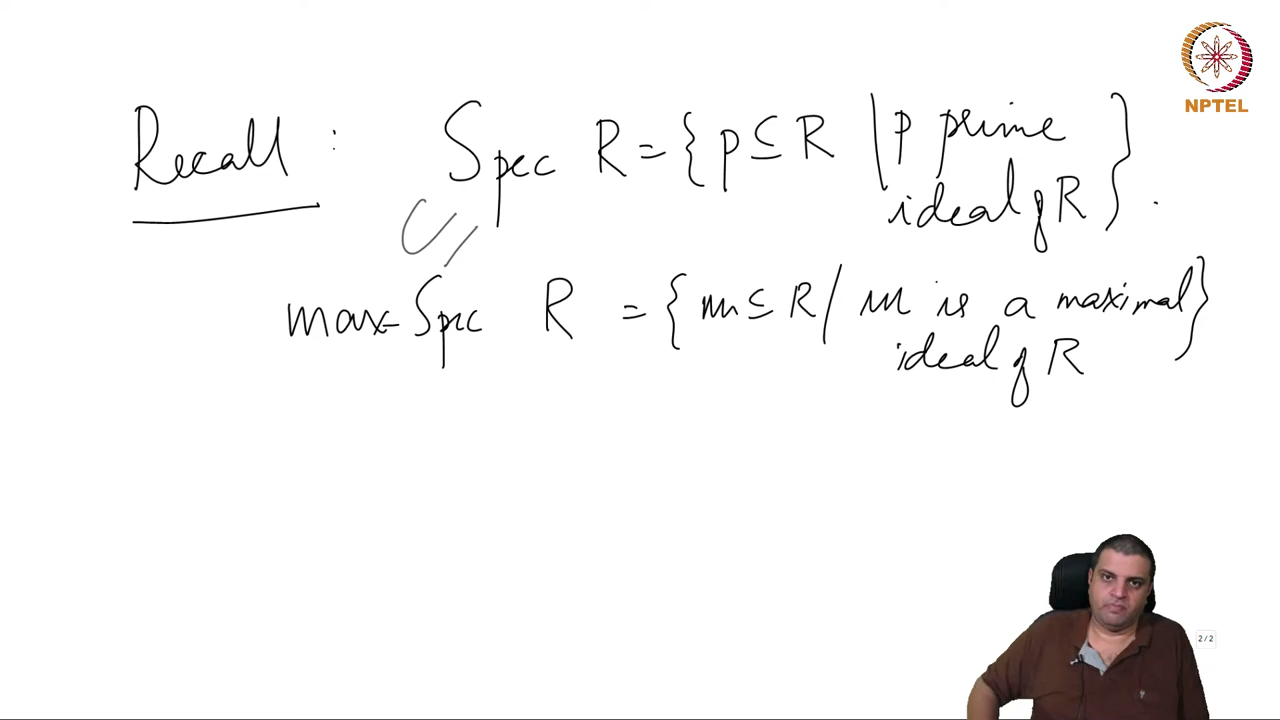 NPTEL
Recall : Spec R = { p ⊆ R | p prime
ideal of R } .
∪∥
max-Spec R = { m ⊆ R / m is a maximal }
ideal of R
2/2